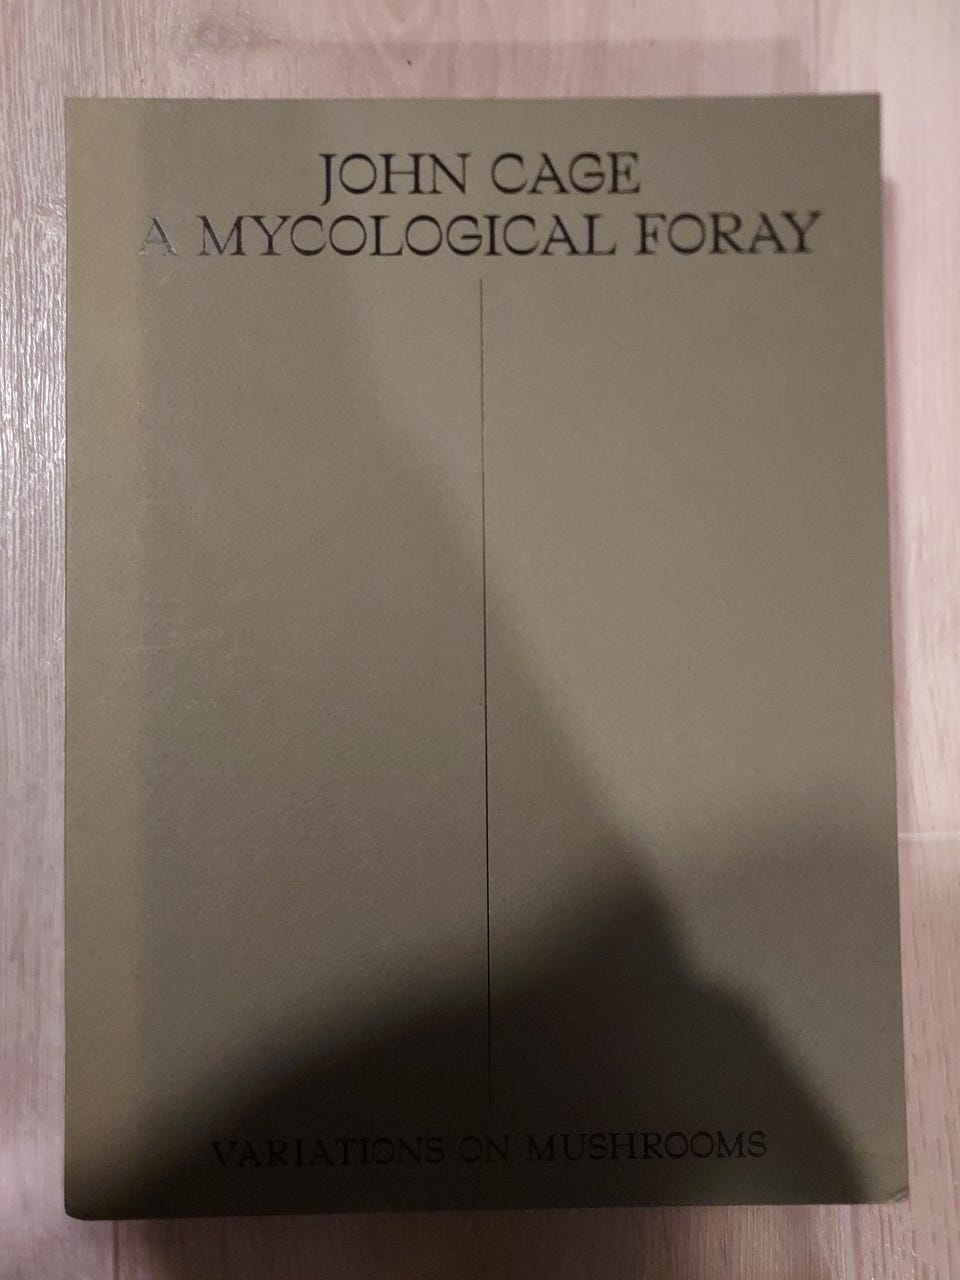 JOHN CAGE
A MYCOLOGICAL FORAY
VARIATIONS ON MUSHROOMS